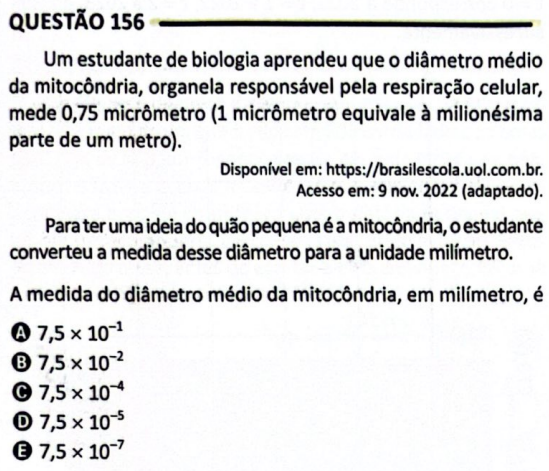 QUESTÃO 156
Um estudante de biologia aprendeu que o diâmetro médio
da mitocôndria, organela responsável pela respiração celular,
mede 0,75 micrômetro (1 micrômetro equivale à milionésima
parte de um metro).
Disponível em: https://brasilescola.uol.com.br.
Acesso em: 9 nov. 2022 (adaptado).
Para ter uma ideia do quão pequena é a mitocôndria, o estudante
converteu a medida desse diâmetro para a unidade milímetro.
A medida do diâmetro médio da mitocôndria, em milímetro, é
A 7,5 × 10⁻¹
B 7,5 × 10⁻²
C 7,5 × 10⁻⁴
D 7,5 × 10⁻⁵
E 7,5 × 10⁻⁷